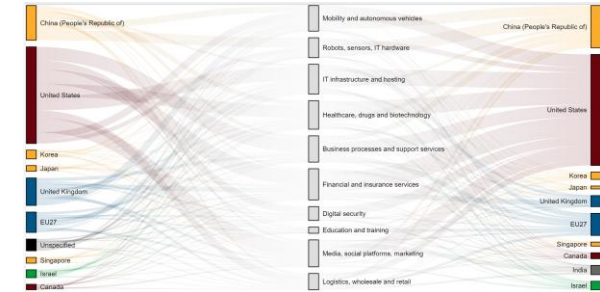 China (People's Republic of)
United States
Korea
Japan
United Kingdom
EU27
Unspecified
Singapore
Israel
Canada
Mobility and autonomous vehicles
Robots, sensors, IT hardware
IT infrastructure and hosting
Healthcare, drugs and biotechnology
Business processes and support services
Financial and insurance services
Digital security
Education and training
Media, social platforms, marketing
Logistics, wholesale and retail
China (People's Republic of)
United States
Korea
Japan
United Kingdom
EU27
Singapore
Canada
India
Israel